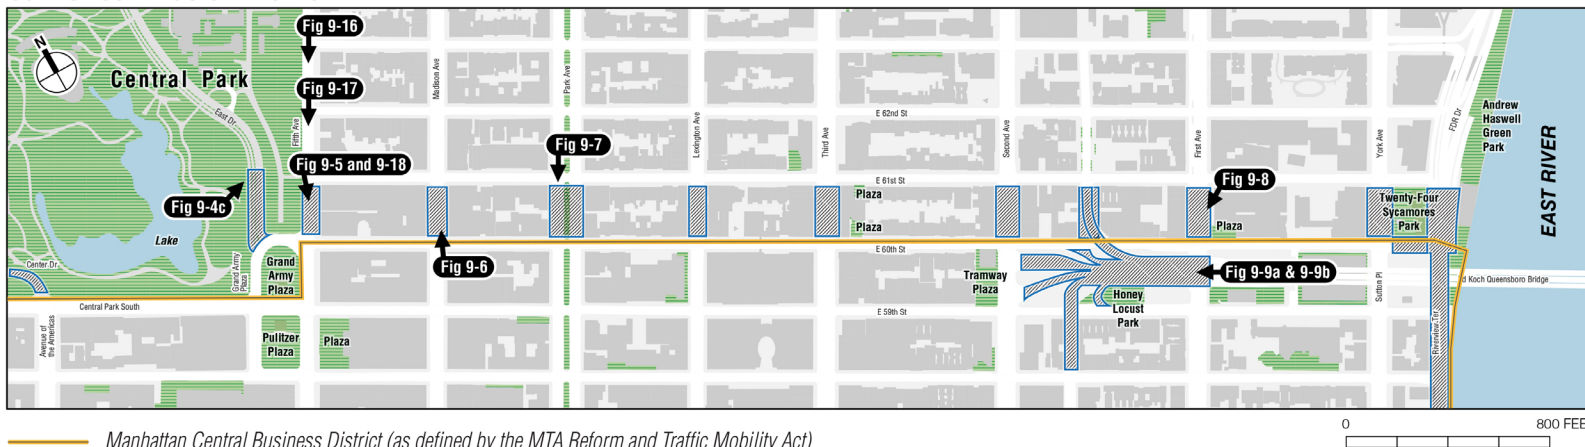 Fig 9-16
N
Central Park
Madison Ave
Park Ave
Fig 9-17
East Dr
Fifth Ave
E 62nd St
Lexington Ave
Third Ave
Second Ave
First Ave
York Ave
FDR Dr
Andrew
Haswell
Green
Park
EAST RIVER
Fig 9-7
Fig 9-5 and 9-18
E 61st St
Fig 9-8
Fig 9-4c
Plaza
Plaza
Plaza
Twenty-Four
Sycamores
Park
Lake
Grand Army
Plaza
Grand
Army
Plaza
E 60th St
Center Dr
Fig 9-6
Tramway
Plaza
Fig 9-9a & 9-9b
d Koch Queensboro Bridge
Sutton Pl
Honey
Locust
Park
Central Park South
E 59th St
Avenue of
the Americas
Pulitzer
Plaza
Plaza
Riverview Ter
Manhattan Central Business District (as defined by the MTA Reform and Traffic Mobility Act)
0
800 FEE